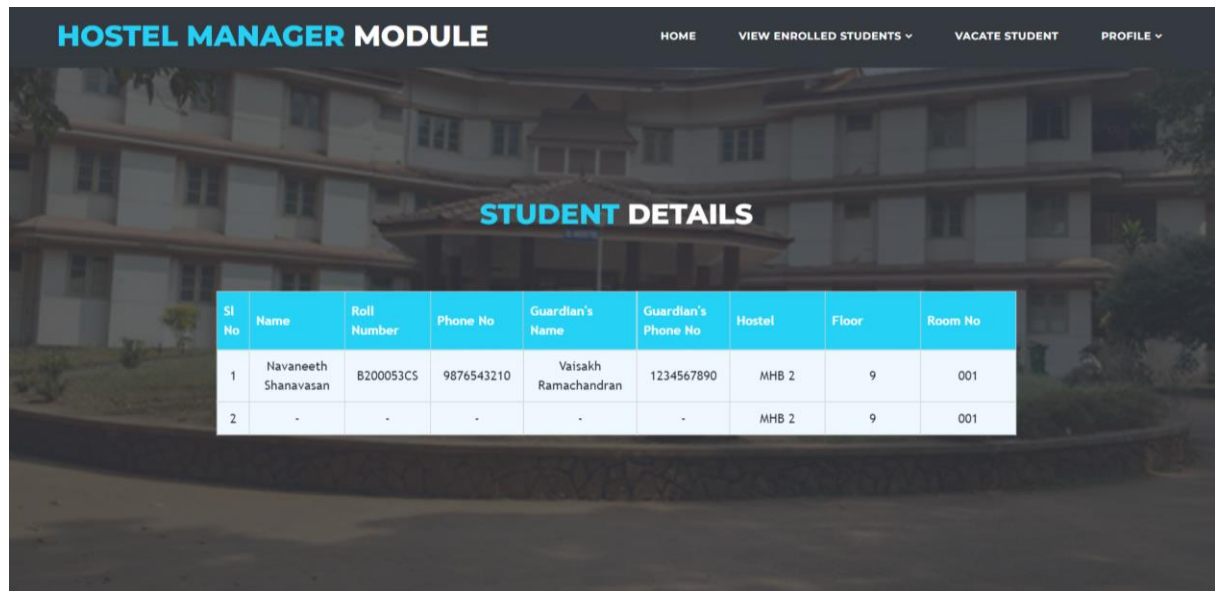 HOSTEL MANAGER MODULE
HOME VIEW ENROLLED STUDENTS VACATE STUDENT PROFILE
STUDENT DETAILS
Sl No Name Roll Number Phone No Guardian's Name Guardian's Phone No Hostel Floor Room No
1 Navaneeth Shanavasan B200053CS 9876543210 Vaisakh Ramachandran 1234567890 MHB 2 9 001
2 - - - - - MHB 2 9 001